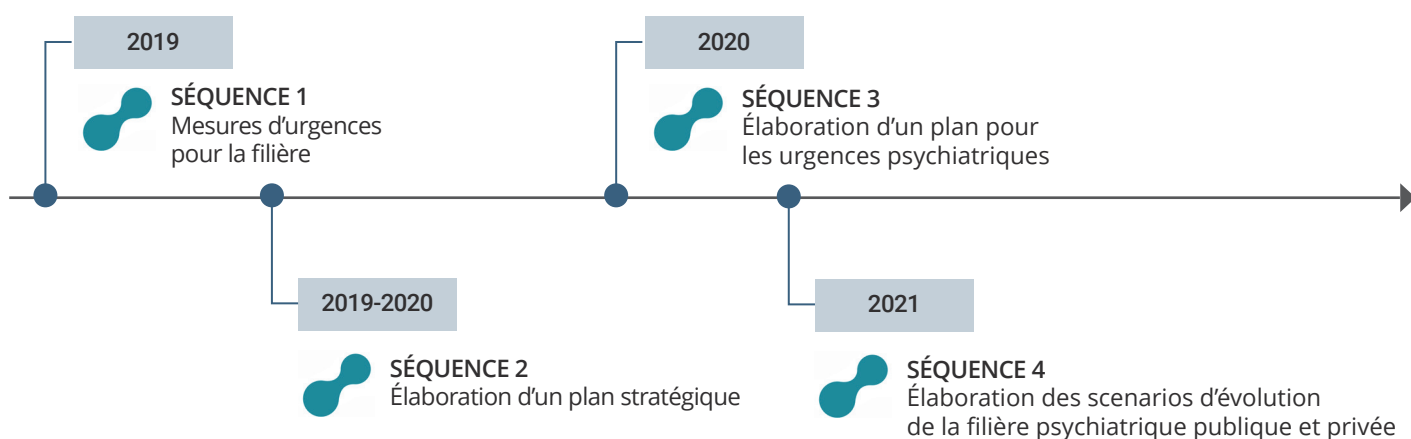 2019
SÉQUENCE 1
Mesures d'urgences
pour la filière
2019-2020
SÉQUENCE 2
Élaboration d'un plan stratégique
2020
SÉQUENCE 3
Élaboration d'un plan pour
les urgences psychiatriques
2021
SÉQUENCE 4
Élaboration des scenarios d'évolution
de la filière psychiatrique publique et privée